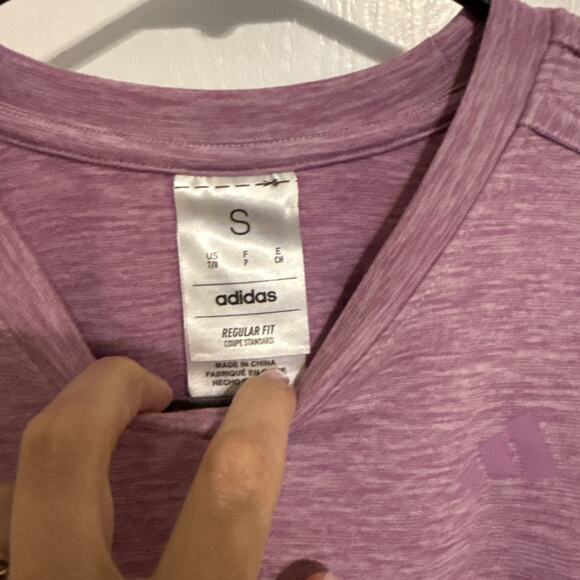 S
US F E
7/8 P CH
adidas
REGULAR FIT
COUPE STANDARD
MADE IN CHINA
FABRIQUÉ EN
HECHO